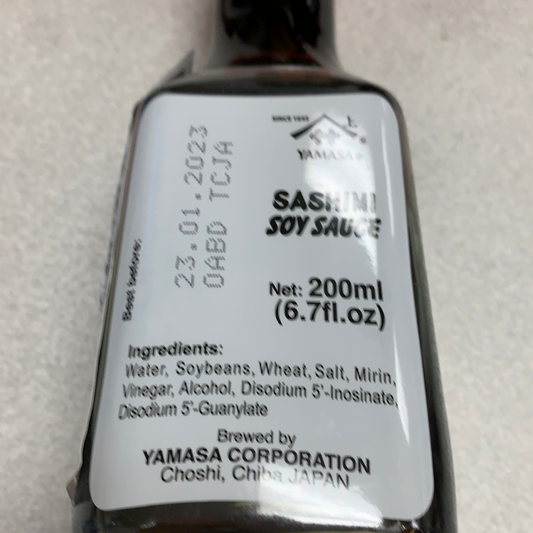 SINCE 1645
YAMASA®
SASHIMI
SOY SAUCE
Net: 200ml
(6.7fl.oz)
Best before:
23.01.2023
OABD TCJA
Ingredients:
Water, Soybeans, Wheat, Salt, Mirin,
Vinegar, Alcohol, Disodium 5'-Inosinate,
Disodium 5'-Guanylate
Brewed by
YAMASA CORPORATION
Choshi, Chiba JAPAN